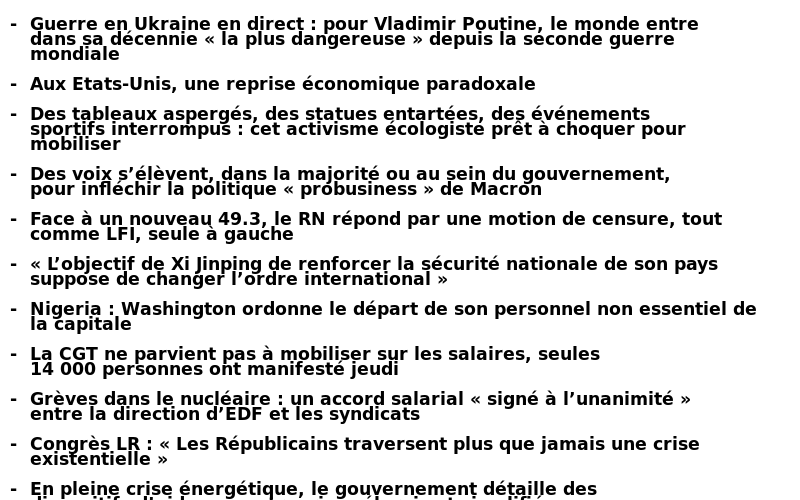 - Guerre en Ukraine en direct : pour Vladimir Poutine, le monde entre
dans sa décennie « la plus dangereuse » depuis la seconde guerre
mondiale
- Aux Etats-Unis, une reprise économique paradoxale
- Des tableaux aspergés, des statues entartées, des événements
sportifs interrompus : cet activisme écologiste prêt à choquer pour
mobiliser
- Des voix s’élèvent, dans la majorité ou au sein du gouvernement,
pour infléchir la politique « probusiness » de Macron
- Face à un nouveau 49.3, le RN répond par une motion de censure, tout
comme LFI, seule à gauche
- « L’objectif de Xi Jinping de renforcer la sécurité nationale de son pays
suppose de changer l’ordre international »
- Nigeria : Washington ordonne le départ de son personnel non essentiel de
la capitale
- La CGT ne parvient pas à mobiliser sur les salaires, seules
14 000 personnes ont manifesté jeudi
- Grèves dans le nucléaire : un accord salarial « signé à l’unanimité »
entre la direction d’EDF et les syndicats
- Congrès LR : « Les Républicains traversent plus que jamais une crise
existentielle »
- En pleine crise énergétique, le gouvernement détaille des